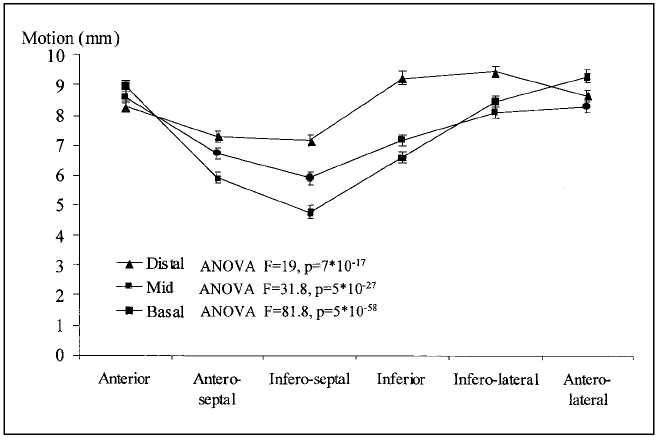 Motion (mm)
10
9
8
7
6
5
4
3
2
1
0
Distal ANOVA F=19, p=7*10-17
Mid ANOVA F=31.8, p=5*10-27
Basal ANOVA F=81.8, p=5*10-58
Anterior Antero- Infero-septal Inferior Infero-lateral Antero-
septal lateral